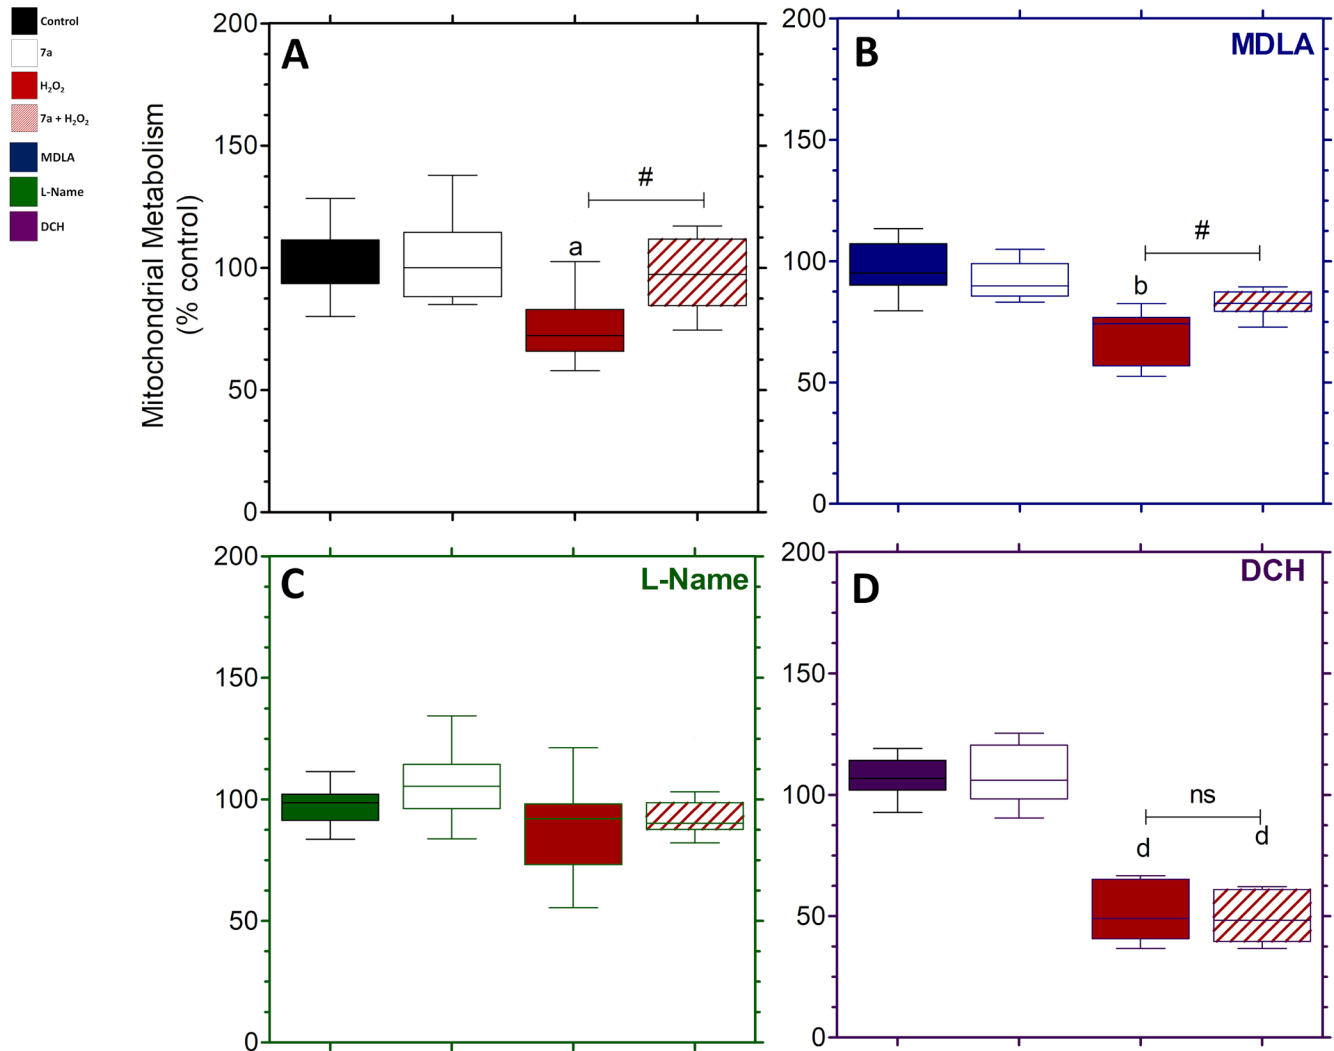 Control
7a
H₂O₂
7a + H₂O₂
MDLA
L-Name
DCH
Mitochondrial Metabolism
(% control)
200
150
100
50
0
A
a
#
200
150
100
50
0
B
MDLA
b
#
200
150
100
50
0
C
L-Name
200
150
100
50
0
D
DCH
ns
d
d